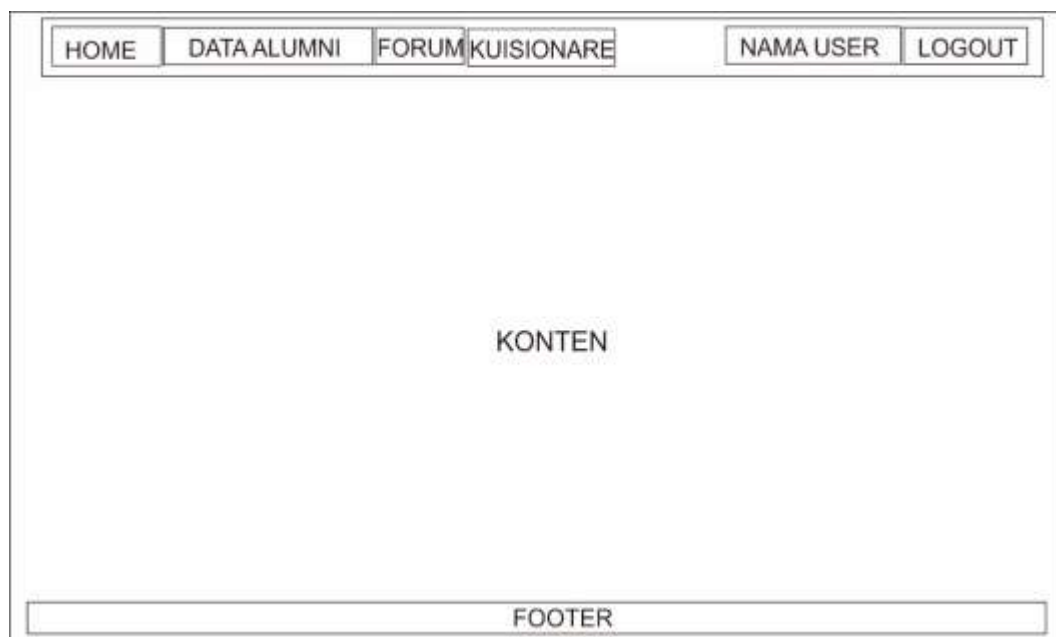 HOME DATA ALUMNI FORUM KUISIONARE NAMA USER LOGOUT
KONTEN
FOOTER